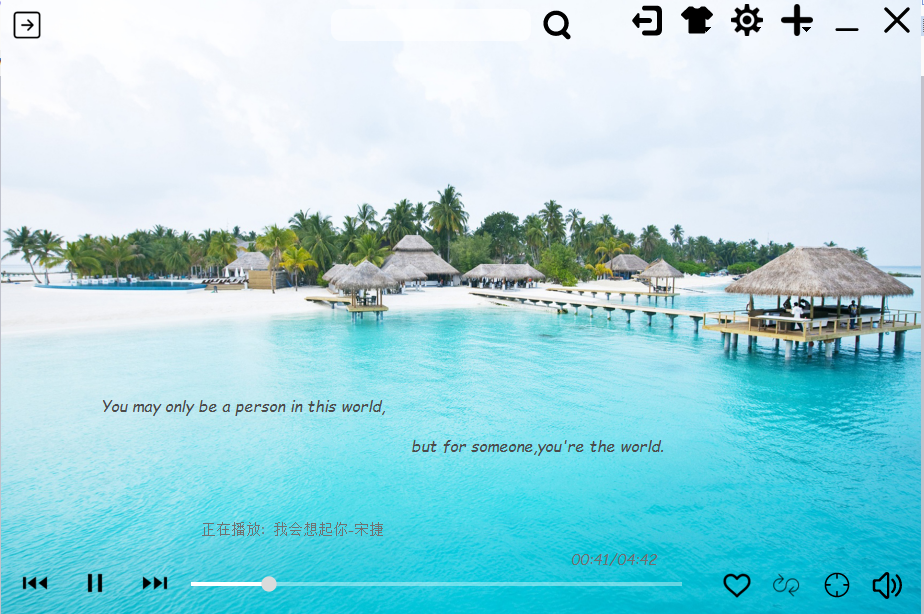 You may only be a person in this world,
but for someone,you're the world.
正在播放: 我会想起你-宋捷
00:41/04:42